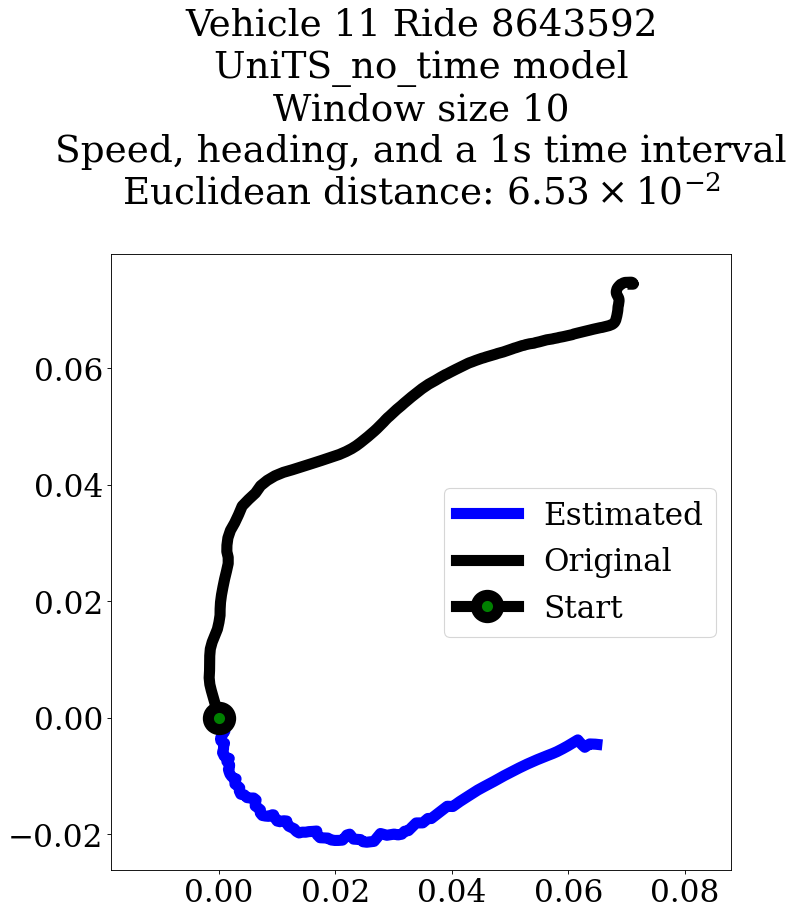 Vehicle 11 Ride 8643592
UniTS_no_time model
Window size 10
Speed, heading, and a 1s time interval
Euclidean distance: 6.53 × 10⁻²
0.06
0.04
0.02
0.00
−0.02
Estimated
Original
Start
0.00 0.02 0.04 0.06 0.08